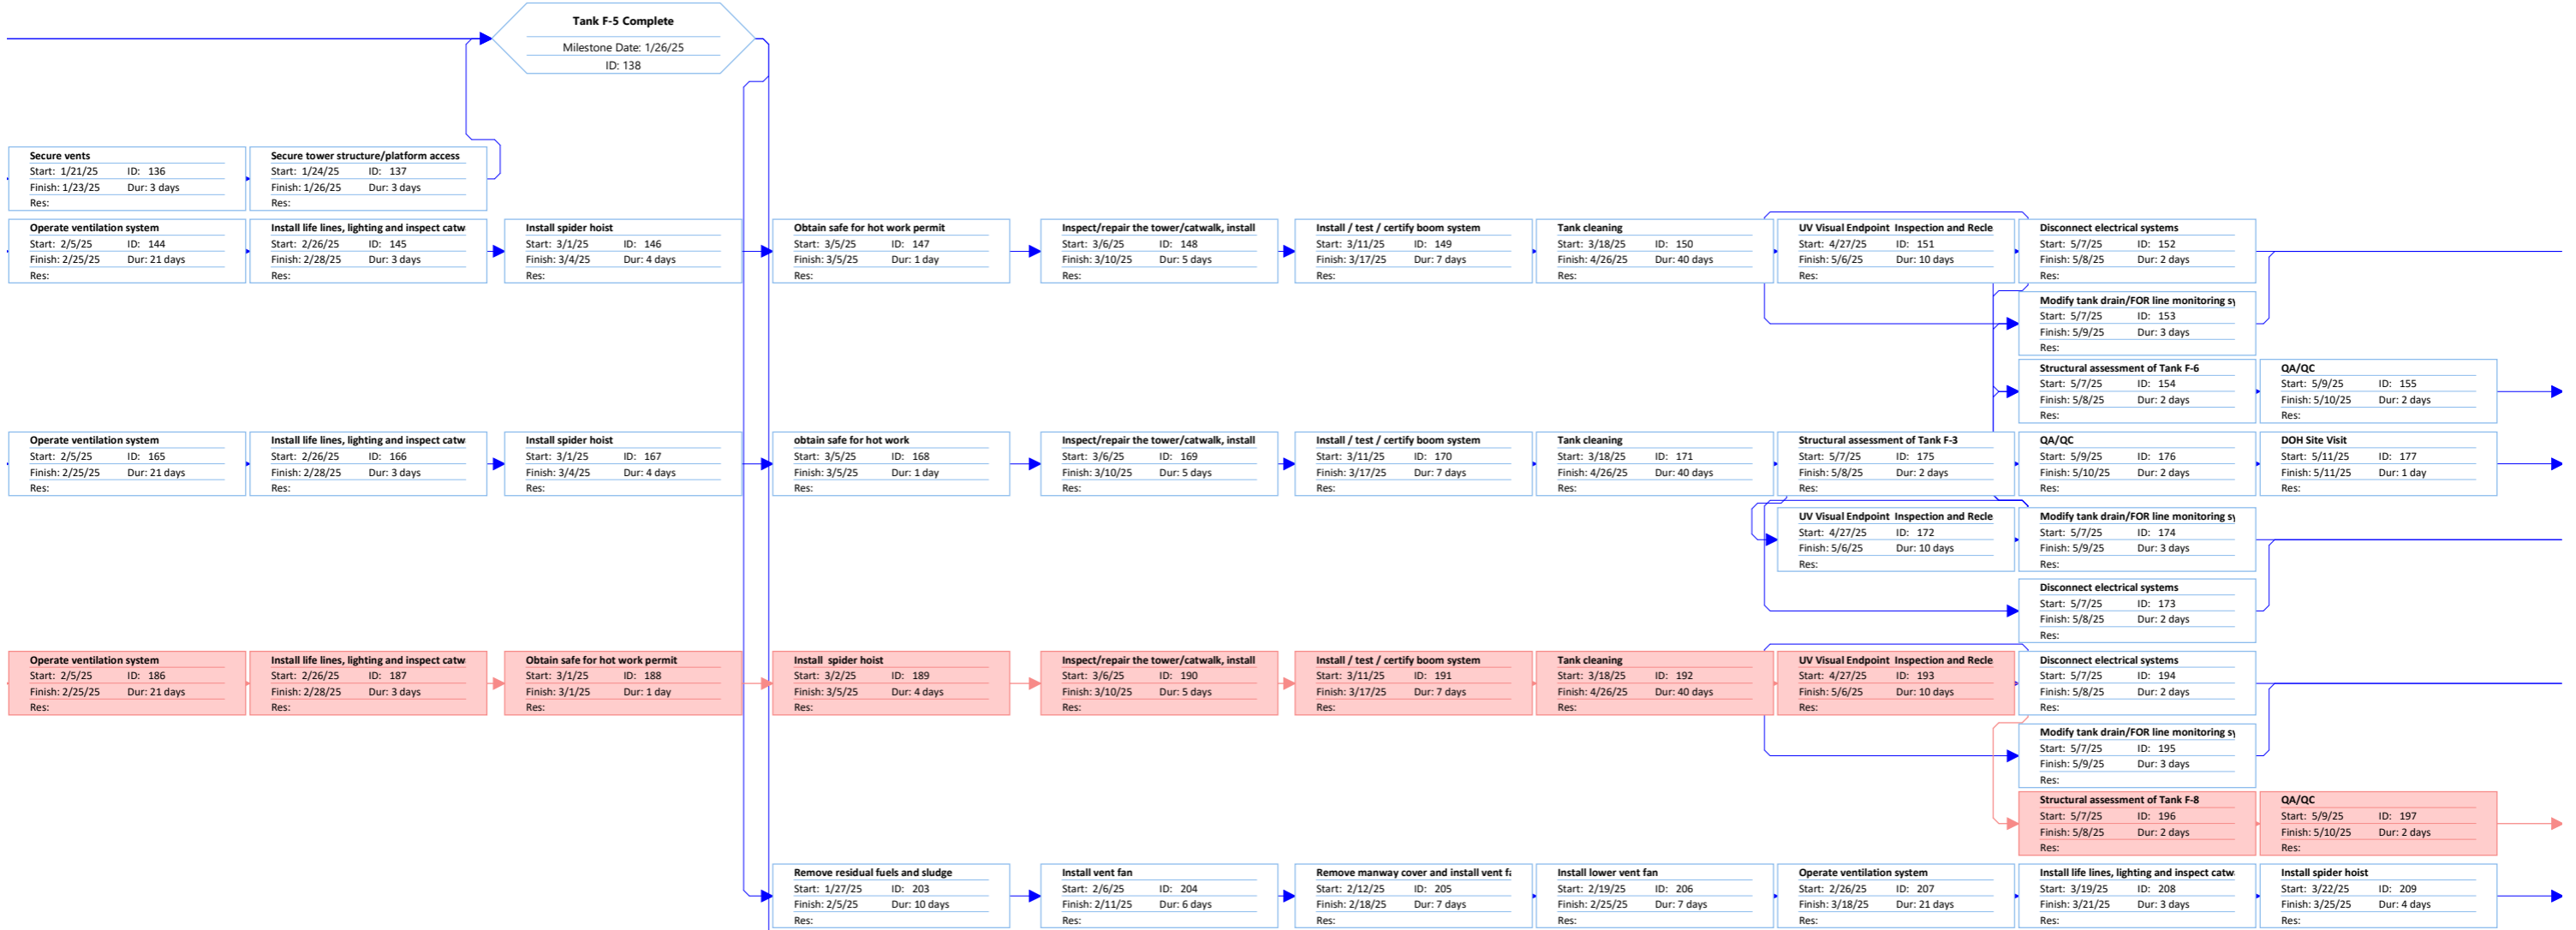 Tank F-5 Complete
Milestone Date: 1/26/25
ID: 138
Secure vents
Start: 1/21/25 ID: 136
Finish: 1/23/25 Dur: 3 days
Res:
Secure tower structure/platform access
Start: 1/24/25 ID: 137
Finish: 1/26/25 Dur: 3 days
Res:
Operate ventilation system
Start: 2/5/25 ID: 144
Finish: 2/25/25 Dur: 21 days
Res:
Install life lines, lighting and inspect catw
Start: 2/26/25 ID: 145
Finish: 2/28/25 Dur: 3 days
Res:
Install spider hoist
Start: 3/1/25 ID: 146
Finish: 3/4/25 Dur: 4 days
Res:
Obtain safe for hot work permit
Start: 3/5/25 ID: 147
Finish: 3/5/25 Dur: 1 day
Res:
Inspect/repair the tower/catwalk, install
Start: 3/6/25 ID: 148
Finish: 3/10/25 Dur: 5 days
Res:
Install / test / certify boom system
Start: 3/11/25 ID: 149
Finish: 3/17/25 Dur: 7 days
Res:
Tank cleaning
Start: 3/18/25 ID: 150
Finish: 4/26/25 Dur: 40 days
Res:
UV Visual Endpoint Inspection and Recle
Start: 4/27/25 ID: 151
Finish: 5/6/25 Dur: 10 days
Res:
Disconnect electrical systems
Start: 5/7/25 ID: 152
Finish: 5/8/25 Dur: 2 days
Res:
Modify tank drain/FOR line monitoring sy
Start: 5/7/25 ID: 153
Finish: 5/9/25 Dur: 3 days
Res:
Structural assessment of Tank F-6
Start: 5/7/25 ID: 154
Finish: 5/8/25 Dur: 2 days
Res:
QA/QC
Start: 5/9/25 ID: 155
Finish: 5/10/25 Dur: 2 days
Res:
Operate ventilation system
Start: 2/5/25 ID: 165
Finish: 2/25/25 Dur: 21 days
Res:
Install life lines, lighting and inspect catw
Start: 2/26/25 ID: 166
Finish: 2/28/25 Dur: 3 days
Res:
Install spider hoist
Start: 3/1/25 ID: 167
Finish: 3/4/25 Dur: 4 days
Res:
obtain safe for hot work
Start: 3/5/25 ID: 168
Finish: 3/5/25 Dur: 1 day
Res:
Inspect/repair the tower/catwalk, install
Start: 3/6/25 ID: 169
Finish: 3/10/25 Dur: 5 days
Res:
Install / test / certify boom system
Start: 3/11/25 ID: 170
Finish: 3/17/25 Dur: 7 days
Res:
Tank cleaning
Start: 3/18/25 ID: 171
Finish: 4/26/25 Dur: 40 days
Res:
Structural assessment of Tank F-3
Start: 5/7/25 ID: 175
Finish: 5/8/25 Dur: 2 days
Res:
QA/QC
Start: 5/9/25 ID: 176
Finish: 5/10/25 Dur: 2 days
Res:
DOH Site Visit
Start: 5/11/25 ID: 177
Finish: 5/11/25 Dur: 1 day
Res:
UV Visual Endpoint Inspection and Recle
Start: 4/27/25 ID: 172
Finish: 5/6/25 Dur: 10 days
Res:
Modify tank drain/FOR line monitoring sy
Start: 5/7/25 ID: 174
Finish: 5/9/25 Dur: 3 days
Res:
Disconnect electrical systems
Start: 5/7/25 ID: 173
Finish: 5/8/25 Dur: 2 days
Res:
Operate ventilation system
Start: 2/5/25 ID: 186
Finish: 2/25/25 Dur: 21 days
Res:
Install life lines, lighting and inspect catw
Start: 2/26/25 ID: 187
Finish: 2/28/25 Dur: 3 days
Res:
Obtain safe for hot work permit
Start: 3/1/25 ID: 188
Finish: 3/1/25 Dur: 1 day
Res:
Install spider hoist
Start: 3/2/25 ID: 189
Finish: 3/5/25 Dur: 4 days
Res:
Inspect/repair the tower/catwalk, install
Start: 3/6/25 ID: 190
Finish: 3/10/25 Dur: 5 days
Res:
Install / test / certify boom system
Start: 3/11/25 ID: 191
Finish: 3/17/25 Dur: 7 days
Res:
Tank cleaning
Start: 3/18/25 ID: 192
Finish: 4/26/25 Dur: 40 days
Res:
UV Visual Endpoint Inspection and Recle
Start: 4/27/25 ID: 193
Finish: 5/6/25 Dur: 10 days
Res:
Disconnect electrical systems
Start: 5/7/25 ID: 194
Finish: 5/8/25 Dur: 2 days
Res:
Modify tank drain/FOR line monitoring sy
Start: 5/7/25 ID: 195
Finish: 5/9/25 Dur: 3 days
Res:
Structural assessment of Tank F-8
Start: 5/7/25 ID: 196
Finish: 5/8/25 Dur: 2 days
Res:
QA/QC
Start: 5/9/25 ID: 197
Finish: 5/10/25 Dur: 2 days
Res:
Remove residual fuels and sludge
Start: 1/27/25 ID: 203
Finish: 2/5/25 Dur: 10 days
Res:
Install vent fan
Start: 2/6/25 ID: 204
Finish: 2/11/25 Dur: 6 days
Res:
Remove manway cover and install vent fa
Start: 2/12/25 ID: 205
Finish: 2/18/25 Dur: 7 days
Res:
Install lower vent fan
Start: 2/19/25 ID: 206
Finish: 2/25/25 Dur: 7 days
Res:
Operate ventilation system
Start: 2/26/25 ID: 207
Finish: 3/18/25 Dur: 21 days
Res:
Install life lines, lighting and inspect catwa
Start: 3/19/25 ID: 208
Finish: 3/21/25 Dur: 3 days
Res:
Install spider hoist
Start: 3/22/25 ID: 209
Finish: 3/25/25 Dur: 4 days
Res: